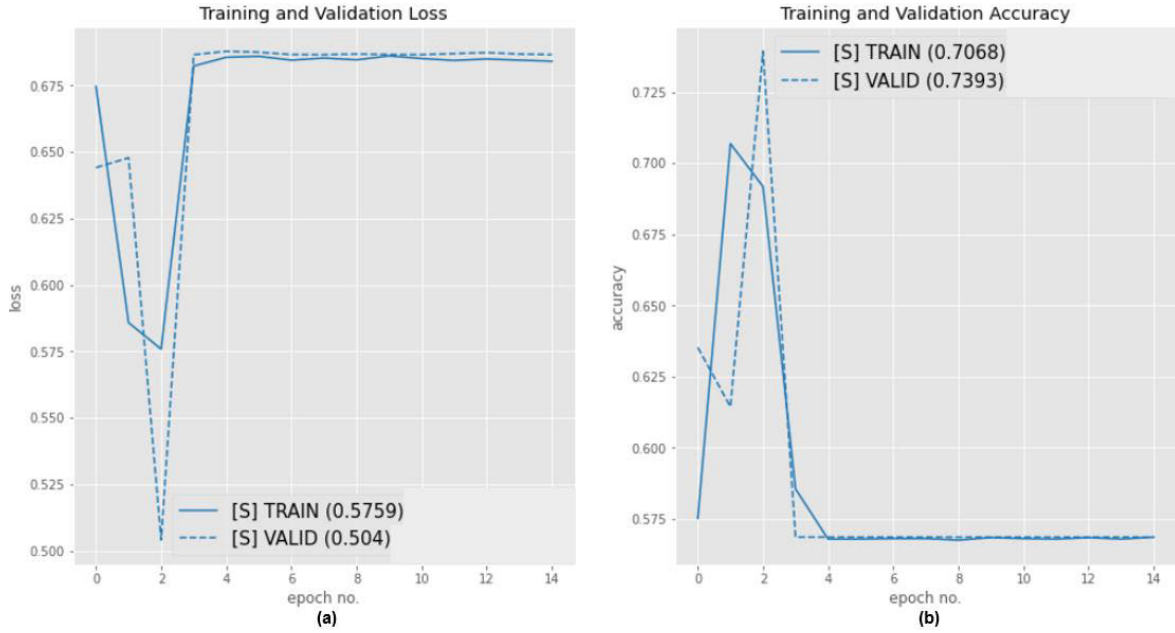 Training and Validation Loss
0.675
0.650
0.625
0.600
0.575
0.550
0.525
0.500
loss
[S] TRAIN (0.5759)
[S] VALID (0.504)
0 2 4 6 8 10 12 14
epoch no.
(a)
Training and Validation Accuracy
[S] TRAIN (0.7068)
[S] VALID (0.7393)
0.725
0.700
0.675
0.650
0.625
0.600
0.575
accuracy
0 2 4 6 8 10 12 14
epoch no.
(b)